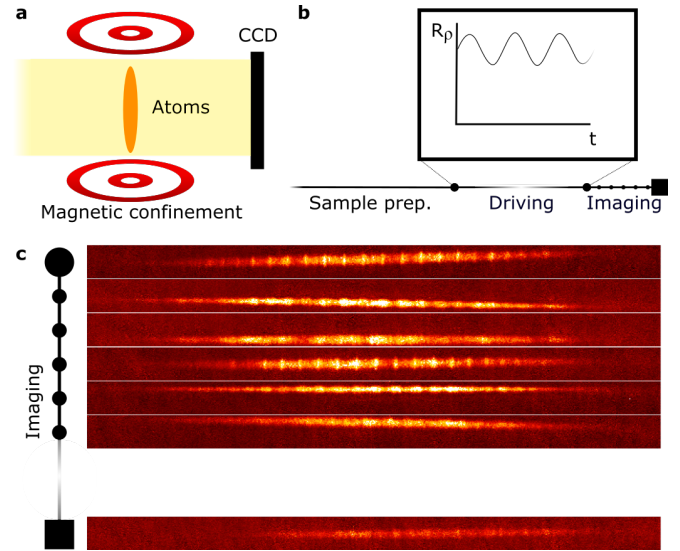 a
CCD
Atoms
Magnetic confinement
b
Rρ
t
Sample prep.
Driving
Imaging
c
Imaging